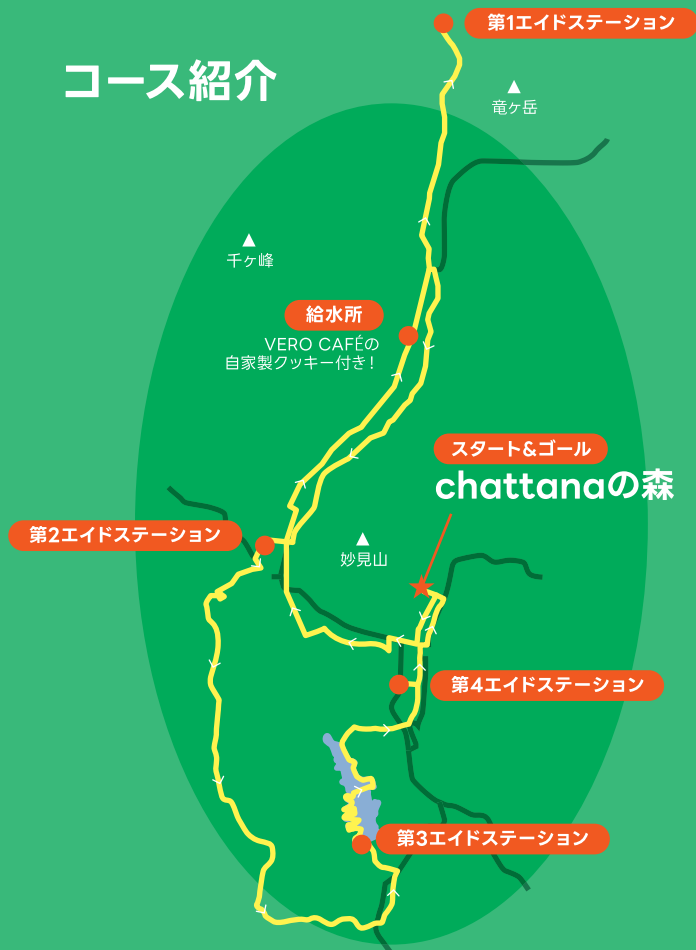 第1エイドステーション
コース紹介
竜ヶ岳
千ヶ峰
給水所
VERO CAFÉの
自家製クッキー付き！
スタート&ゴール
chattanaの森
第2エイドステーション
妙見山
第4エイドステーション
第3エイドステーション